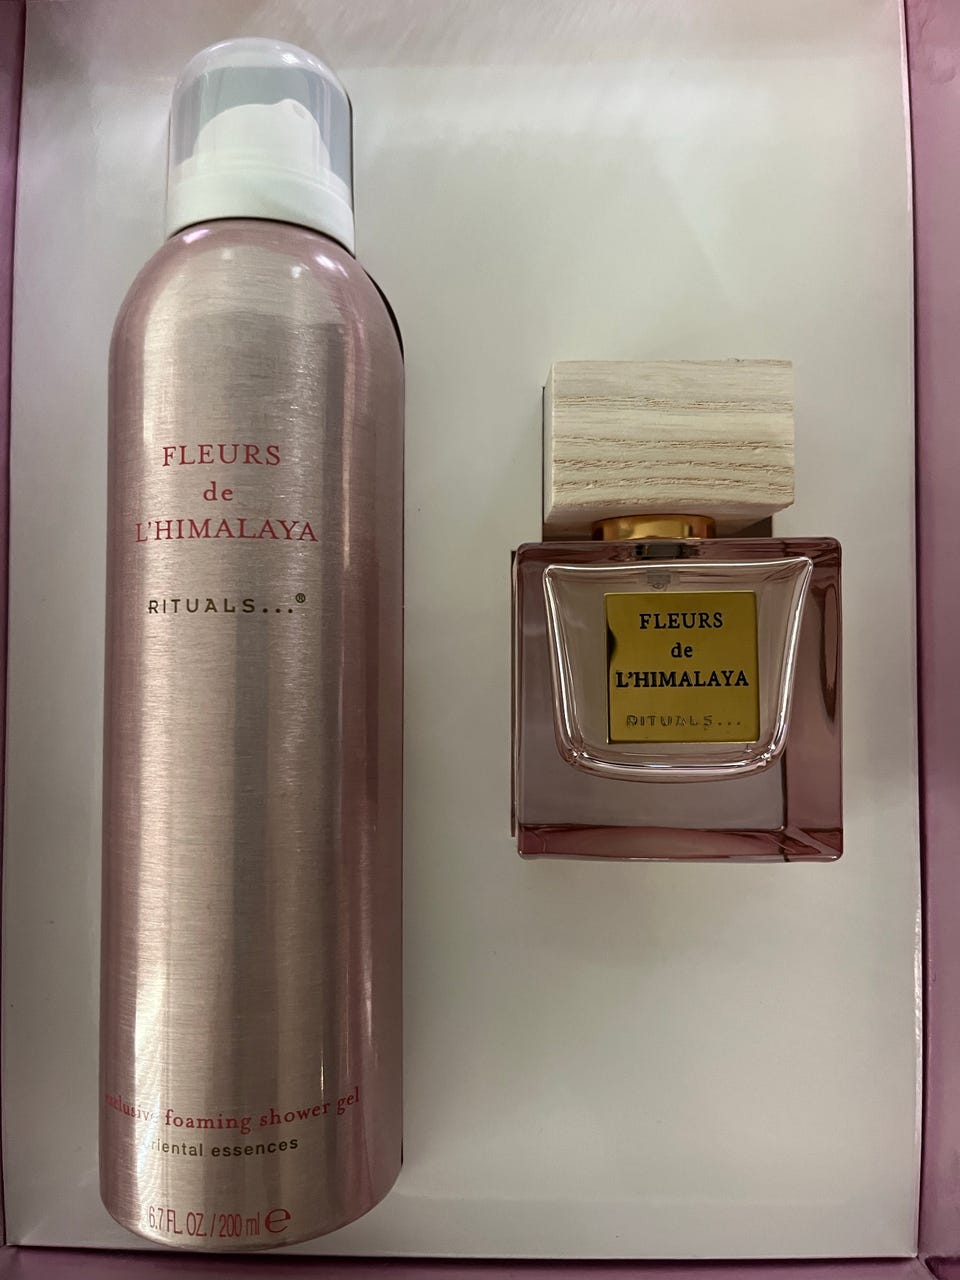 FLEURS
de
L'HIMALAYA
RITUALS...®
foaming shower gel
essences
6.7 FL. OZ. / 200 ml ℮
FLEURS
de
L'HIMALAYA
RITUALS...